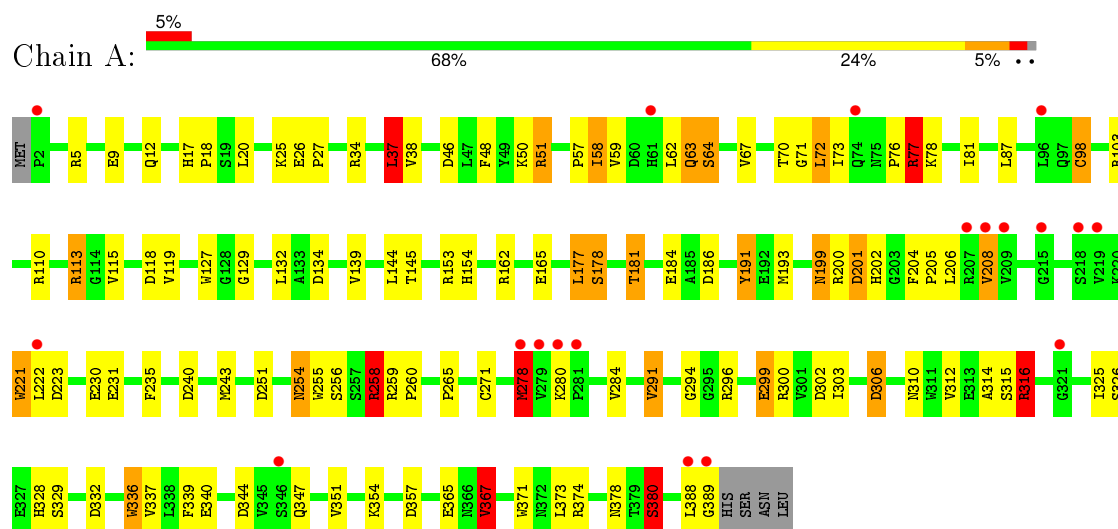 5%
Chain A:
68% 24% 5% • •
MET P2 R5 E9 Q12 H17 P18 S19 L20 K25 E26 P27 R34 L37 V38 D46 L47 F48 Y49 K50 R51 P57 I58 V59 D60 H61 L62 Q63 S64 V67 T70 G71 L72 I73 Q74 N75 P76 R77 K78 I81 L87 L96 Q97 C98 R103
R110 R113 G114 V115 D118 V119 W127 G128 G129 L132 A133 D134 V139 L144 T145 R153 H154 R162 E165 L177 S178 T181 E184 A185 D186 Y191 E192 M193 N199 R200 D201 H202 G203 F204 P205 L206 R207 V208 V209 G215 S218 V219 K220
W221 L222 D223 E230 E231 F235 D240 M243 D251 N254 W255 S256 S257 R258 R259 P260 P265 C271 M278 V279 K280 P281 V284 V291 G294 G295 R296 E299 R300 V301 D302 I303 D306 N310 W311 V312 E313 A314 S315 R316 G321 I325 S326
E327 H328 S329 D332 W336 V337 L338 F339 E340 D344 V345 S346 Q347 V351 K354 D357 E365 N366 V367 W371 N372 L373 R374 N378 T379 S380 L388 G389 HIS SER ASN LEU